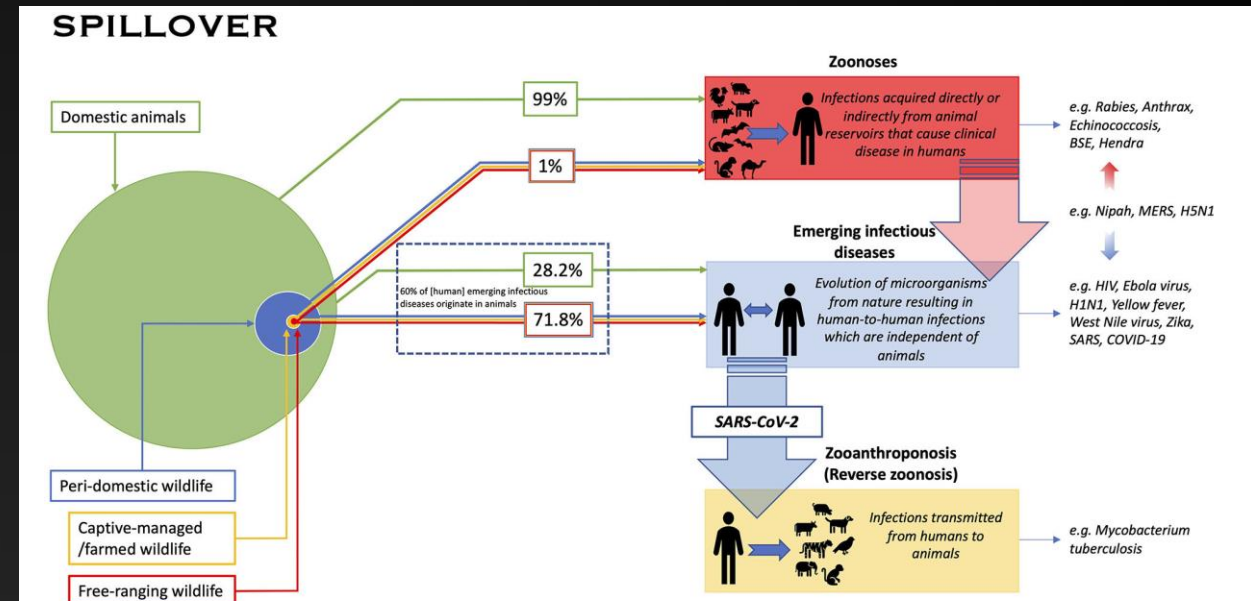 SPILLOVER
Domestic animals
Peri-domestic wildlife
Captive-managed
/farmed wildlife
Free-ranging wildlife
99%
1%
28.2%
60% of [human] emerging infectious
diseases originate in animals
71.8%
Zoonoses
Infections acquired directly or
indirectly from animal
reservoirs that cause clinical
disease in humans
e.g. Rabies, Anthrax,
Echinococcosis,
BSE, Hendra
e.g. Nipah, MERS, H5N1
Emerging infectious
diseases
Evolution of microorganisms
from nature resulting in
human-to-human infections
which are independent of
animals
e.g. HIV, Ebola virus,
H1N1, Yellow fever,
West Nile virus, Zika,
SARS, COVID-19
SARS-CoV-2
Zooanthroponosis
(Reverse zoonosis)
Infections transmitted
from humans to
animals
e.g. Mycobacterium
tuberculosis